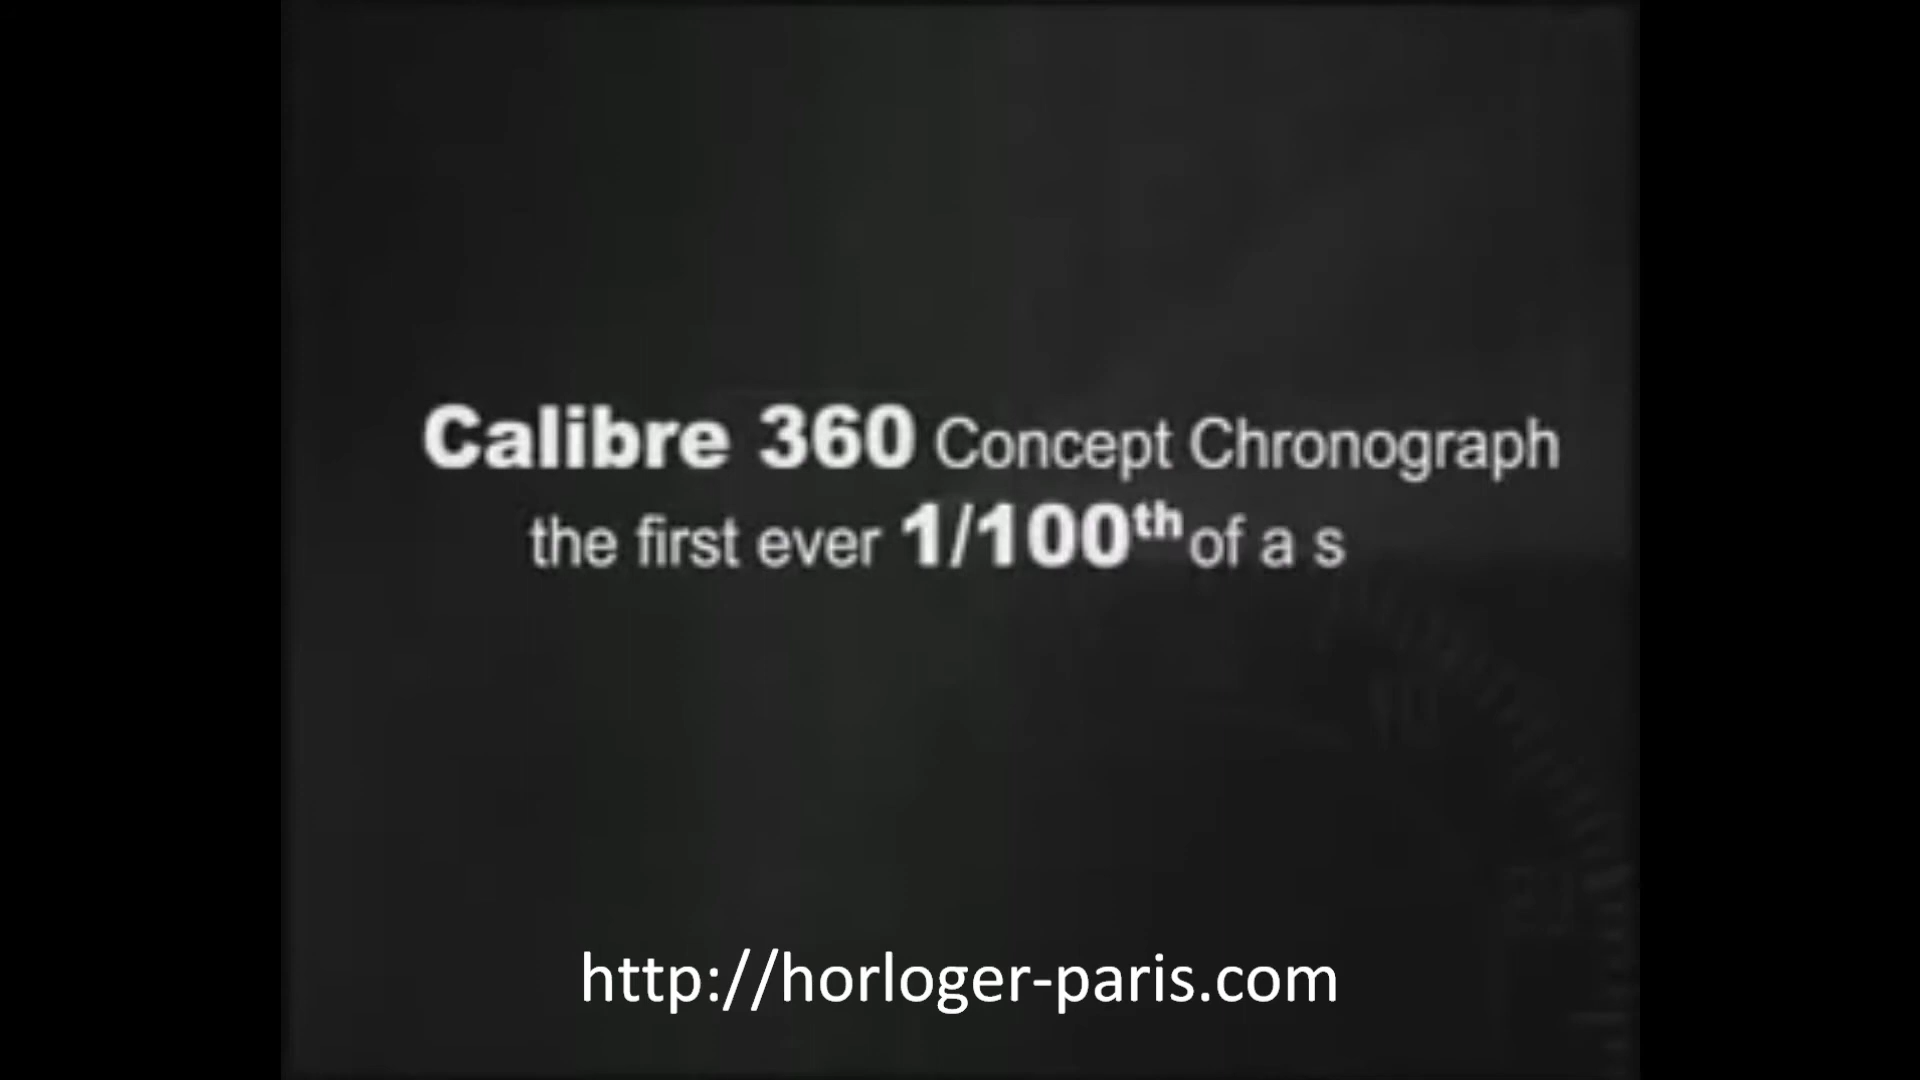 Calibre 360 Concept Chronograph
the first ever 1/100th of a s
http://horloger-paris.com